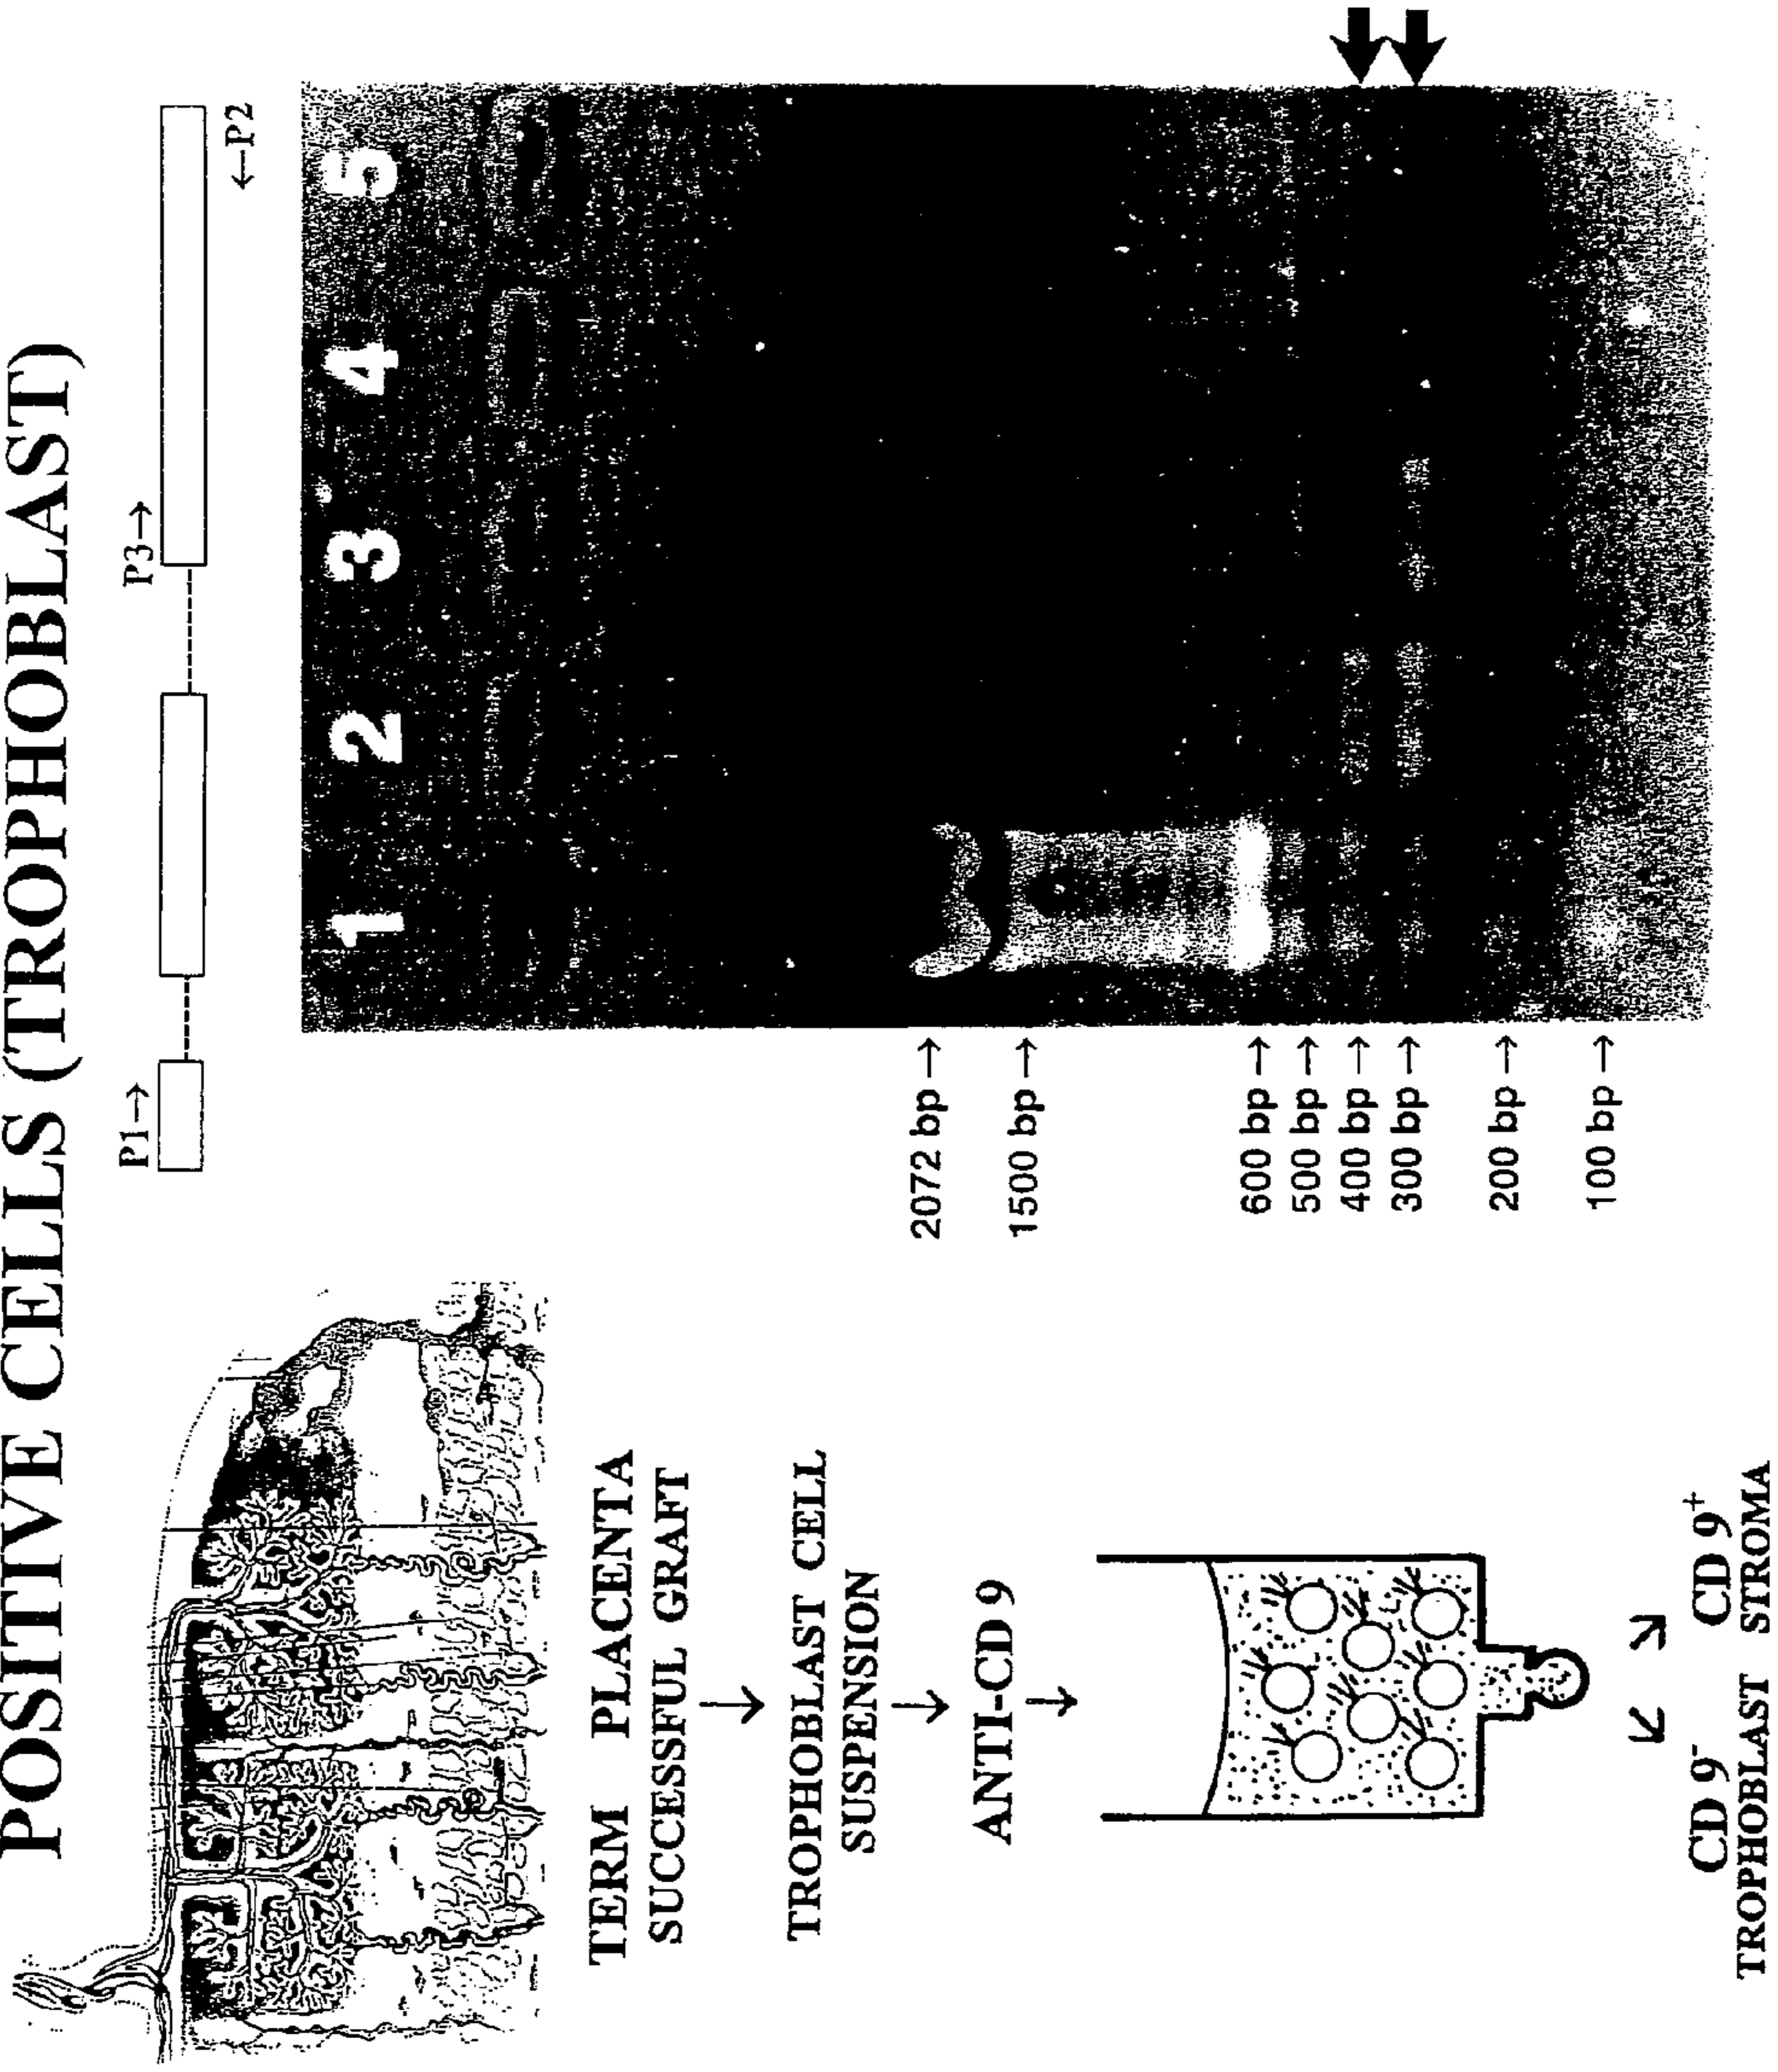 POSITIVE CELLS (TROPHOBLAST)
TERM PLACENTA
SUCCESSFUL GRAFT
↓
TROPHOBLAST CELL
SUSPENSION
↓
ANTI-CD 9
↓
CD 9⁻ CD 9⁺
TROPHOBLAST STROMA
P1→ P3→
←P2
1 2 3 4 5
2072 bp →
1500 bp →
600 bp →
500 bp →
400 bp →
300 bp →
200 bp →
100 bp →